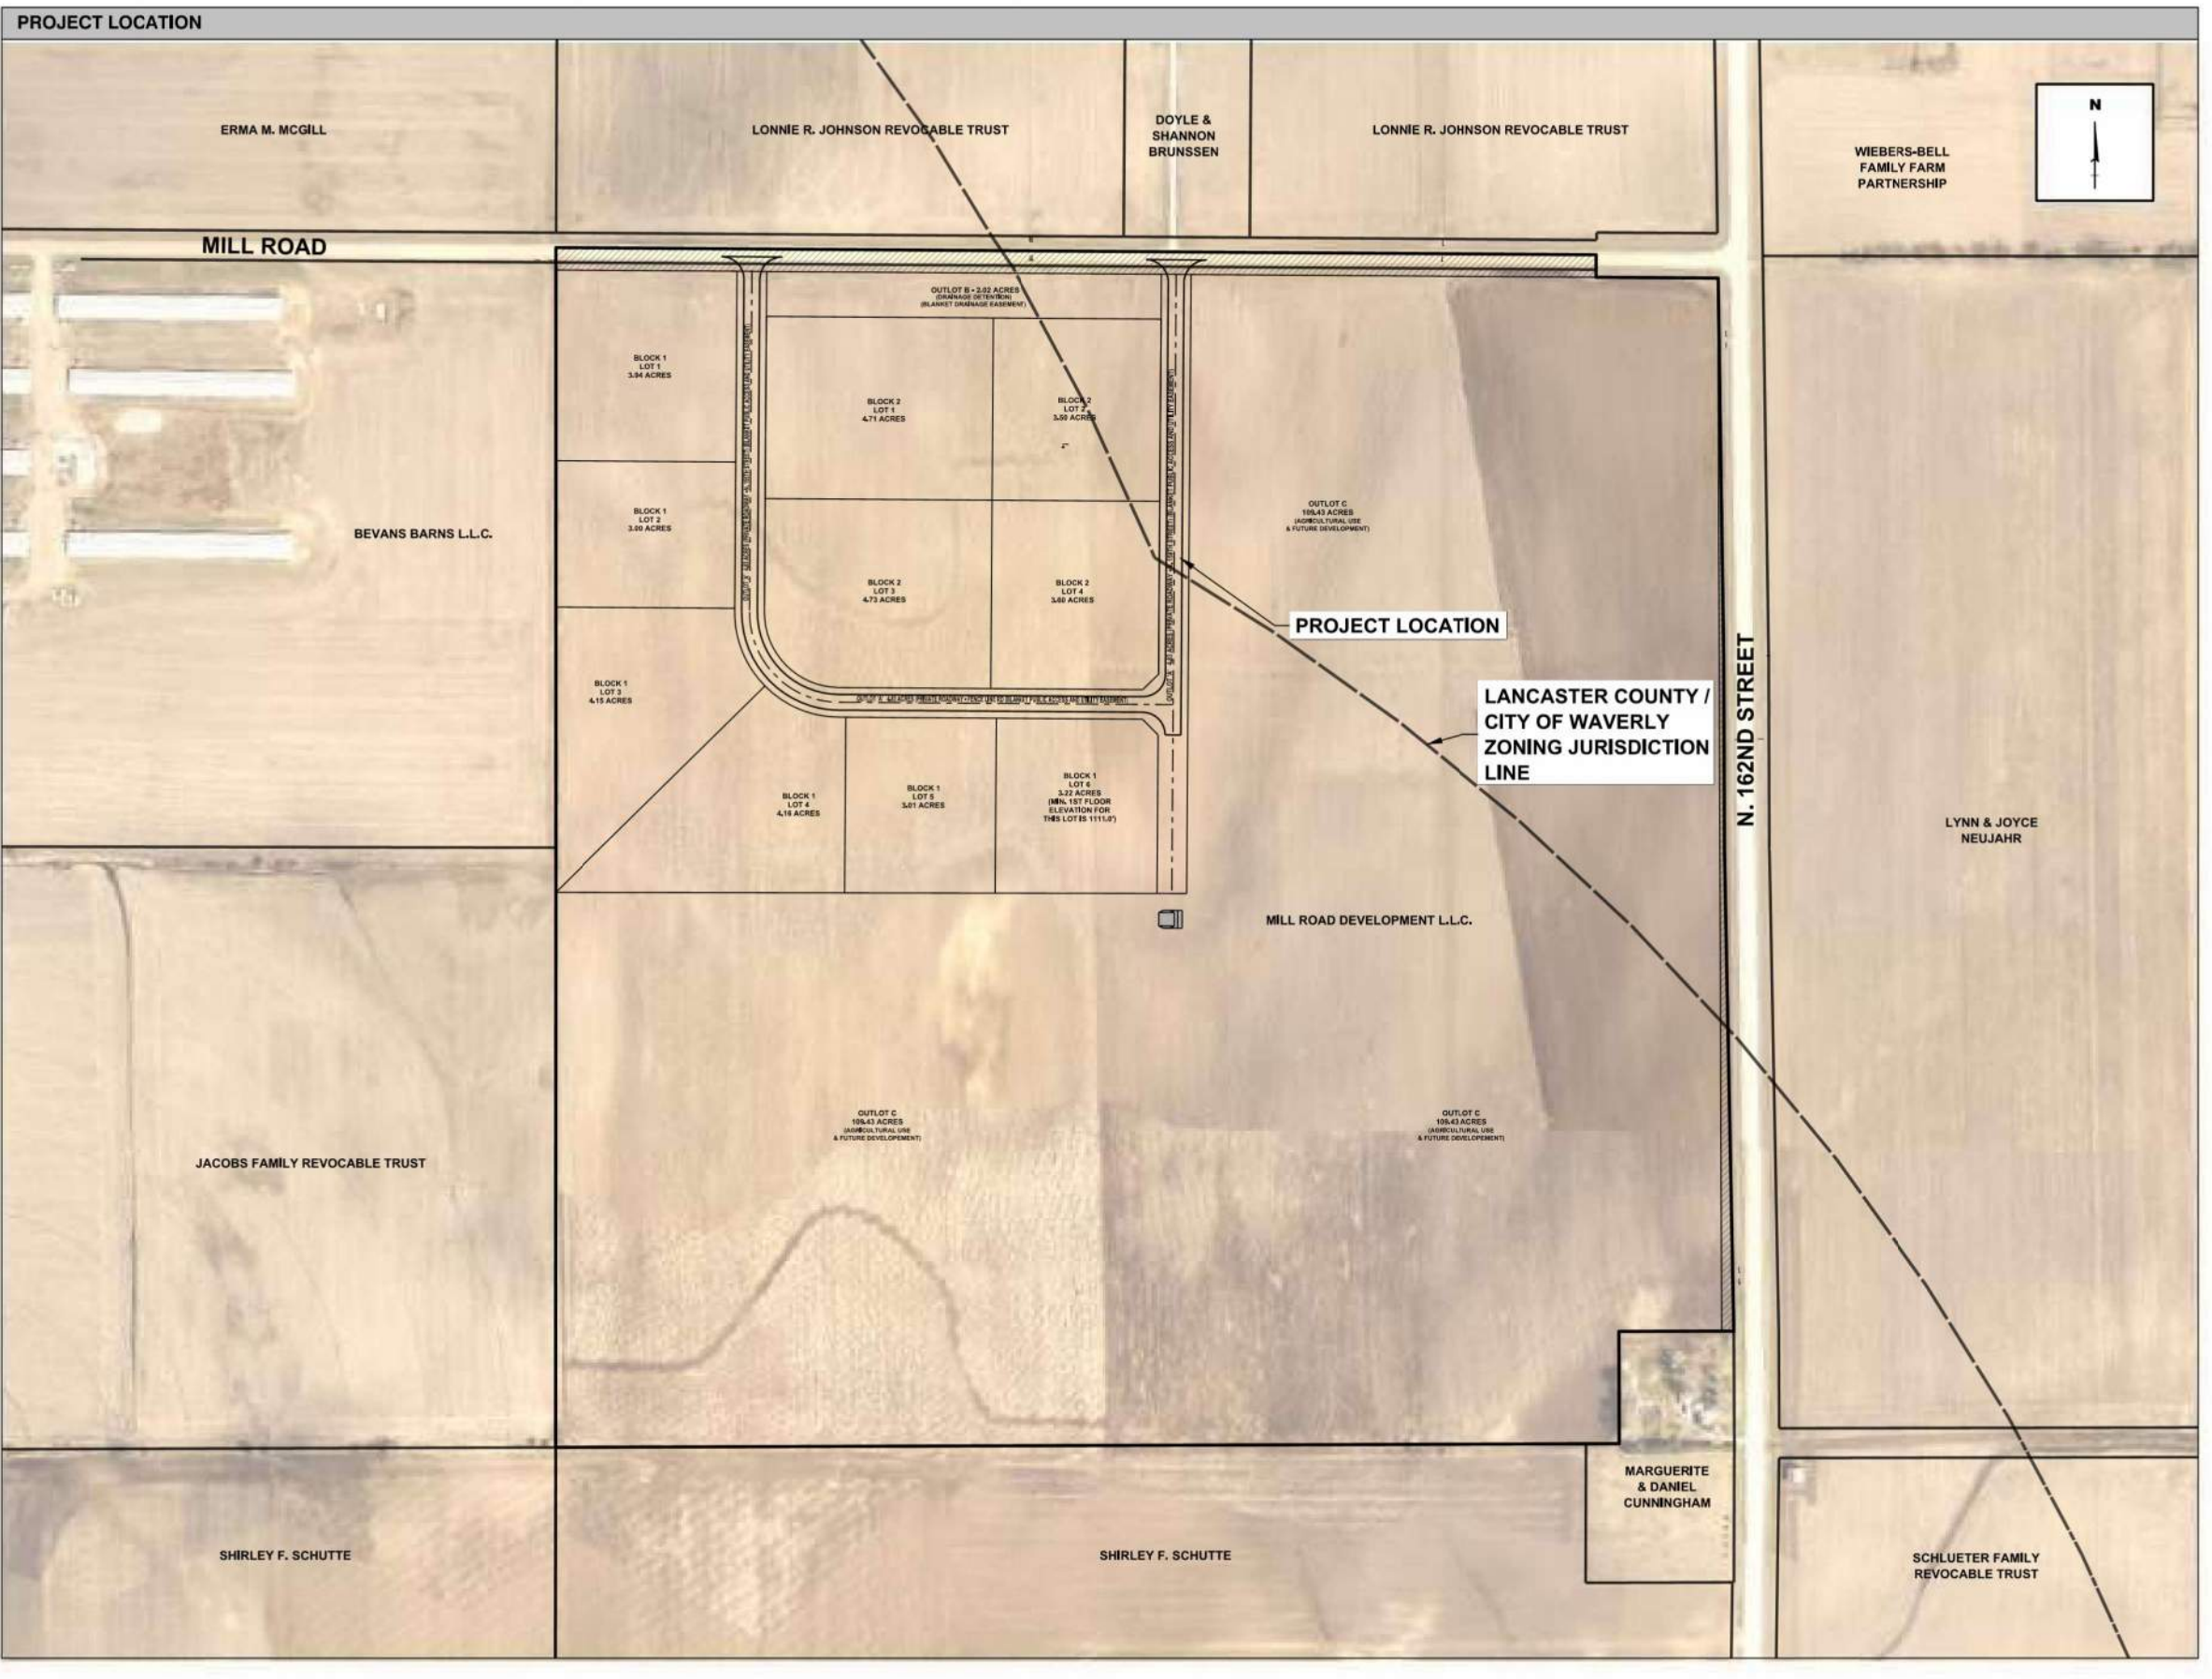 PROJECT LOCATION
ERMA M. MCGILL
LONNIE R. JOHNSON REVOCABLE TRUST
DOYLE &
SHANNON
BRUNSSEN
LONNIE R. JOHNSON REVOCABLE TRUST
WIEBERS-BELL
FAMILY FARM
PARTNERSHIP
N
MILL ROAD
OUTLOT B - 2.02 ACRES
(DRAINAGE DETENTION)
(BLANKET DRAINAGE EASEMENT)
BLOCK 1
LOT 1
3.94 ACRES
BLOCK 2
LOT 1
4.71 ACRES
BLOCK 2
LOT 2
3.50 ACRES
BLOCK 1
LOT 2
3.00 ACRES
BEVANS BARNS L.L.C.
OUTLOT C
109.43 ACRES
(AGRICULTURAL USE
& FUTURE DEVELOPMENT)
BLOCK 2
LOT 3
4.73 ACRES
BLOCK 2
LOT 4
ACRES
PROJECT LOCATION
BLOCK 1
LOT 3
4.15 ACRES
LANCASTER COUNTY /
CITY OF WAVERLY
ZONING JURISDICTION
LINE
N. 162ND STREET
BLOCK 1
LOT 4
4.16 ACRES
BLOCK 1
LOT 5
3.01 ACRES
BLOCK 1
LOT 6
3.22 ACRES
(MIN. 1ST FLOOR
ELEVATION FOR
THIS LOT IS 1111.0')
LYNN & JOYCE
NEUJAHR
MILL ROAD DEVELOPMENT L.L.C.
OUTLOT C
109.43 ACRES
(AGRICULTURAL USE
& FUTURE DEVELOPEMENT)
OUTLOT C
109.43 ACRES
(AGRICULTURAL USE
& FUTURE DEVELOPEMENT)
JACOBS FAMILY REVOCABLE TRUST
MARGUERITE
& DANIEL
CUNNINGHAM
SHIRLEY F. SCHUTTE
SHIRLEY F. SCHUTTE
SCHLUETER FAMILY
REVOCABLE TRUST